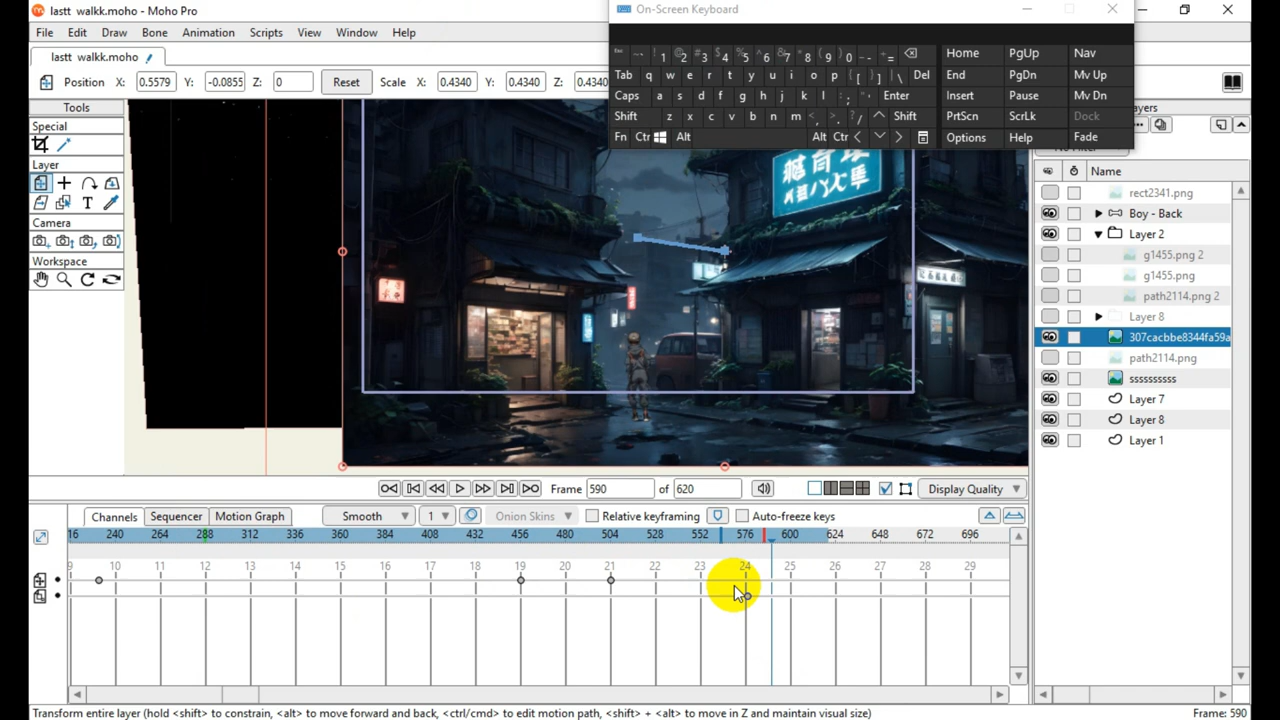 lastt walkk.moho - Moho Pro
On-Screen Keyboard
File Edit Draw Bone Animation Scripts View Window Help
lastt walkk.moho
Position X: 0.5579 Y: -0.0855 Z: 0 Reset Scale X: 0.4340 Y: 0.4340 Z: 0.4340
Esc ~` !1 @2 #3 $4 %5 ^6 &7 *8 (9 )0 _- += Home PgUp Nav
Tab q w e r t y u i o p {[ }] |\ Del End PgDn Mv Up
Caps a s d f g h j k l :; "' Enter Insert Pause Mv Dn
Shift z x c v b n m <, >. ?/ Shift PrtScn ScrLk Dock
Fn Ctr Alt Alt Ctr Options Help Fade
Tools
Special
Layer
T
Camera
Workspace
ayers
Name
rect2341.png
Boy - Back
Layer 2
g1455.png 2
g1455.png
path2114.png 2
Layer 8
307cacbbe8344fa59a
path2114.png
ssssssssss
Layer 7
Layer 8
Layer 1
Frame 590 of 620 Display Quality
Channels Sequencer Motion Graph Smooth 1 Onion Skins Relative keyframing Auto-freeze keys
16 240 264 288 312 336 360 384 408 432 456 480 504 528 552 576 600 624 648 672 696
9 10 11 12 13 14 15 16 17 18 19 20 21 22 23 24 25 26 27 28 29
Transform entire layer (hold <shift> to constrain, <alt> to move forward and back, <ctrl/cmd> to edit motion path, <shift> + <alt> to move in Z and maintain visual size)
Frame: 590